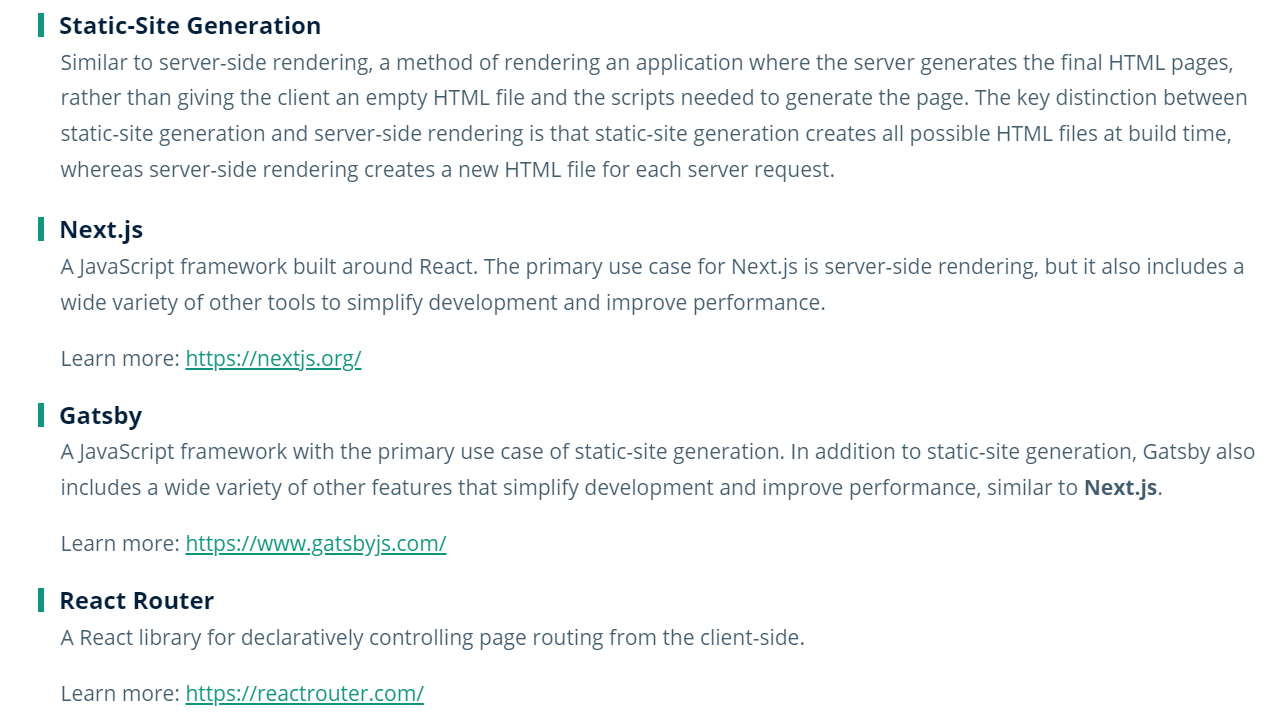 Static-Site Generation
Similar to server-side rendering, a method of rendering an application where the server generates the final HTML pages,
rather than giving the client an empty HTML file and the scripts needed to generate the page. The key distinction between
static-site generation and server-side rendering is that static-site generation creates all possible HTML files at build time,
whereas server-side rendering creates a new HTML file for each server request.
Next.js
A JavaScript framework built around React. The primary use case for Next.js is server-side rendering, but it also includes a
wide variety of other tools to simplify development and improve performance.
Learn more: https://nextjs.org/
Gatsby
A JavaScript framework with the primary use case of static-site generation. In addition to static-site generation, Gatsby also
includes a wide variety of other features that simplify development and improve performance, similar to Next.js.
Learn more: https://www.gatsbyjs.com/
React Router
A React library for declaratively controlling page routing from the client-side.
Learn more: https://reactrouter.com/